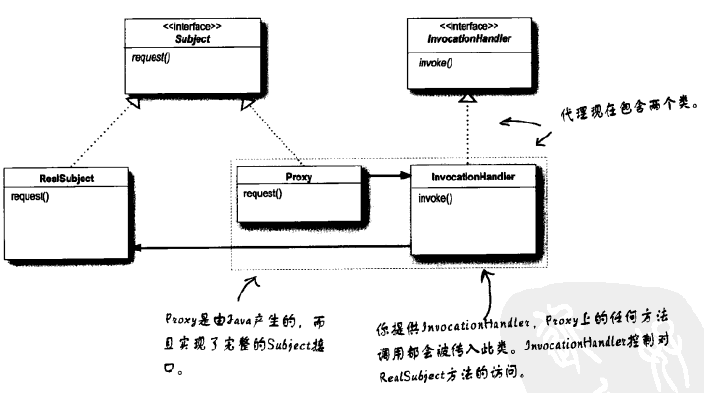 <<interface>>
Subject
request()
<<interface>>
InvocationHandler
invoke()
代理现在包含两个类。
RealSubject
request()
Proxy
request()
InvocationHandler
invoke()
Proxy是由Java产生的，而
且实现了完整的Subject接
口。
你提供InvocationHandler，Proxy上的任何方法
调用都会被传入此类。InvocationHandler控制对
RealSubject方法的访问。